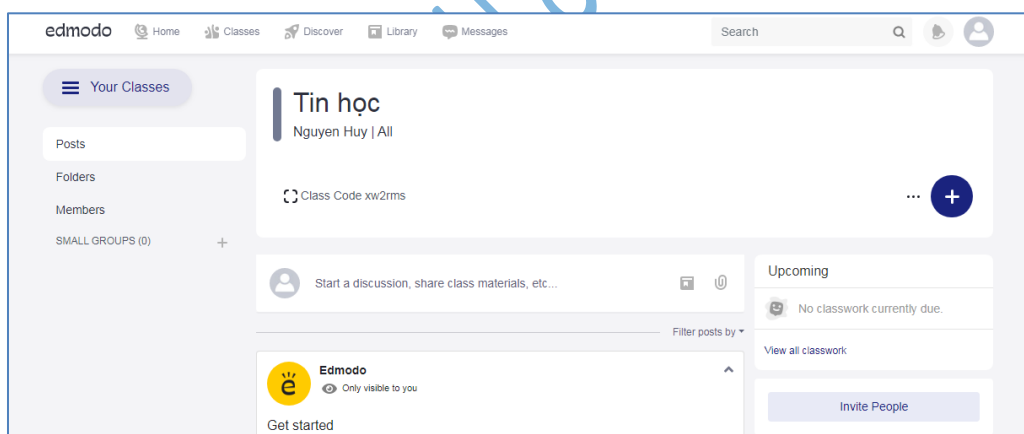 edmodo Home Classes Discover Library Messages Search
Your Classes
Posts
Folders
Members
SMALL GROUPS (0) +
Tin học
Nguyen Huy | All
Class Code xw2rms
... +
Start a discussion, share class materials, etc...
Filter posts by
Edmodo
Only visible to you
Get started
Upcoming
No classwork currently due.
View all classwork
Invite People